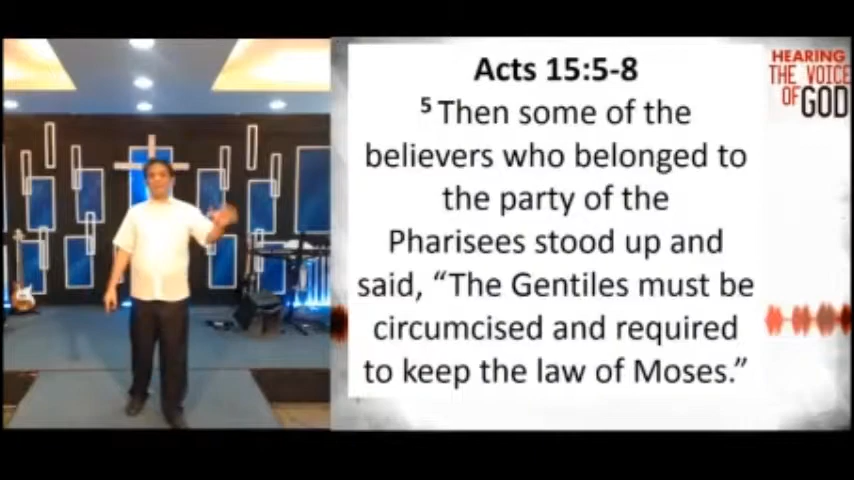 Acts 15:5-8
5 Then some of the
believers who belonged to
the party of the
Pharisees stood up and
said, “The Gentiles must be
circumcised and required
to keep the law of Moses.”
HEARING
THE VOICE
OF GOD